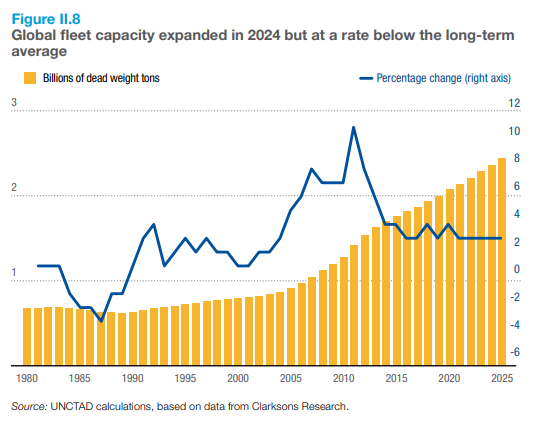 Figure II.8
Global fleet capacity expanded in 2024 but at a rate below the long-term
average
Billions of dead weight tons
Percentage change (right axis)
3
12
10
8
2
6
4
2
1
0
-2
-4
-6
1980 1985 1990 1995 2000 2005 2010 2015 2020 2025
Source: UNCTAD calculations, based on data from Clarksons Research.